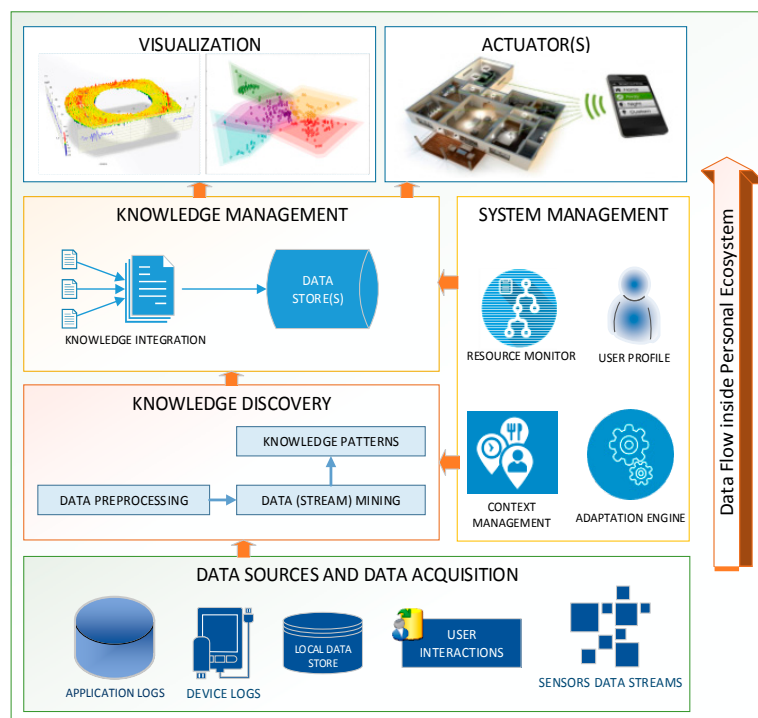 VISUALIZATION
ACTUATOR(S)
KNOWLEDGE MANAGEMENT
DATA
STORE(S)
KNOWLEDGE INTEGRATION
SYSTEM MANAGEMENT
RESOURCE MONITOR
USER PROFILE
CONTEXT
MANAGEMENT
ADAPTATION ENGINE
KNOWLEDGE DISCOVERY
KNOWLEDGE PATTERNS
DATA PREPROCESSING
DATA (STREAM) MINING
DATA SOURCES AND DATA ACQUISITION
APPLICATION LOGS
DEVICE LOGS
LOCAL DATA
STORE
USER
INTERACTIONS
SENSORS DATA STREAMS
Data Flow inside Personal Ecosystem